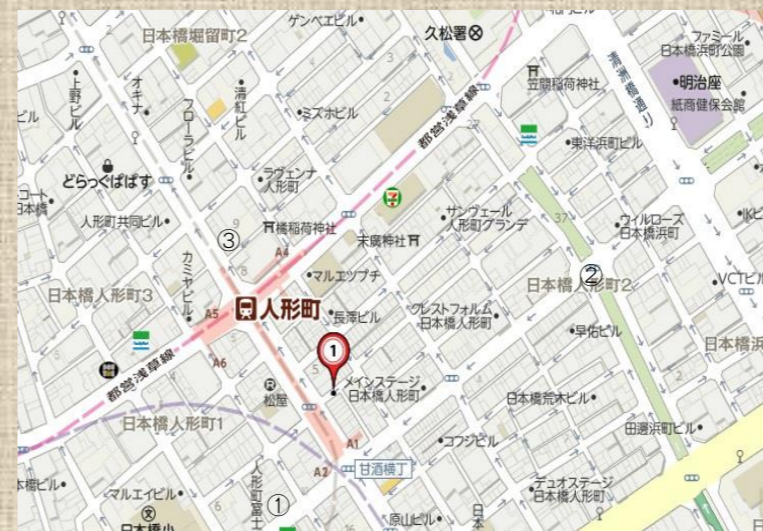 ゲンベエビル
日本橋堀留町2
久松署
ファミール
日本橋浜町公園
清洲橋通り
明治座
紙商健保会館
笠間稲荷神社
上野ビル
オキナ
フローラビル
清紅ビル
ミズホビル
都営浅草線
27
東洋浜町ビル
どらっぐぱぱす
ラヴェンナ
人形町
コート
日本橋
人形町共同ビル
9
③
橘稲荷神社
末廣神社
サンヴェール
人形町グランデ
37
ウィルローズ
日本橋浜町
カミヤビル
A4
8
マルエツプチ
日本橋人形町2
②
VCTビル
日本橋人形町3
A5
人形町
長澤ビル
クレストフォルム
日本橋人形町
早佑ビル
日本橋浜
A6
①
5
メインステージ
日本橋人形町
都営浅草線
松屋
日本橋人形町1
日本橋荒木ビル
2
田邊浜町ビル
A1
コフジビル
A2
甘酒横丁
マルエイビル
人形町富士
①
デュオステージ
日本橋人形町
原山ビル
日本橋小